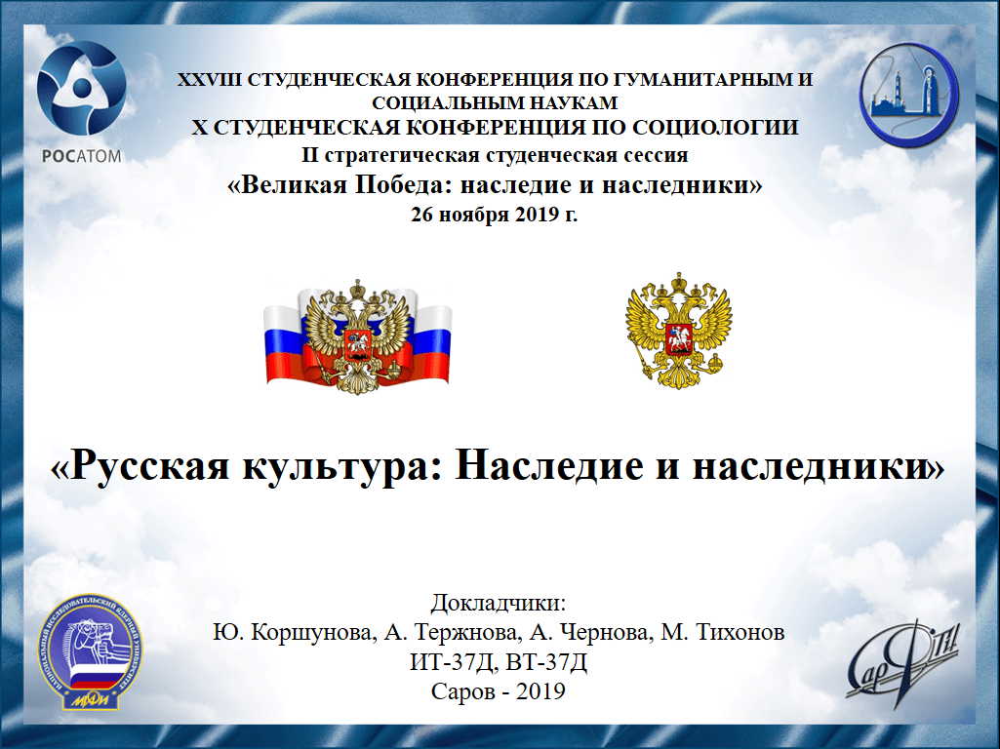 XXVIII СТУДЕНЧЕСКАЯ КОНФЕРЕНЦИЯ ПО ГУМАНИТАРНЫМ И
СОЦИАЛЬНЫМ НАУКАМ
X СТУДЕНЧЕСКАЯ КОНФЕРЕНЦИЯ ПО СОЦИОЛОГИИ
II стратегическая студенческая сессия
«Великая Победа: наследие и наследники»
26 ноября 2019 г.
РОСАТОМ
«Русская культура: Наследие и наследники»
Докладчики:
Ю. Коршунова, А. Тержнова, А. Чернова, М. Тихонов
ИТ-37Д, ВТ-37Д
Саров - 2019
НАЦИОНАЛЬНЫЙ ИССЛЕДОВАТЕЛЬСКИЙ ЯДЕРНЫЙ УНИВЕРСИТЕТ
МИФИ
СарФТИ